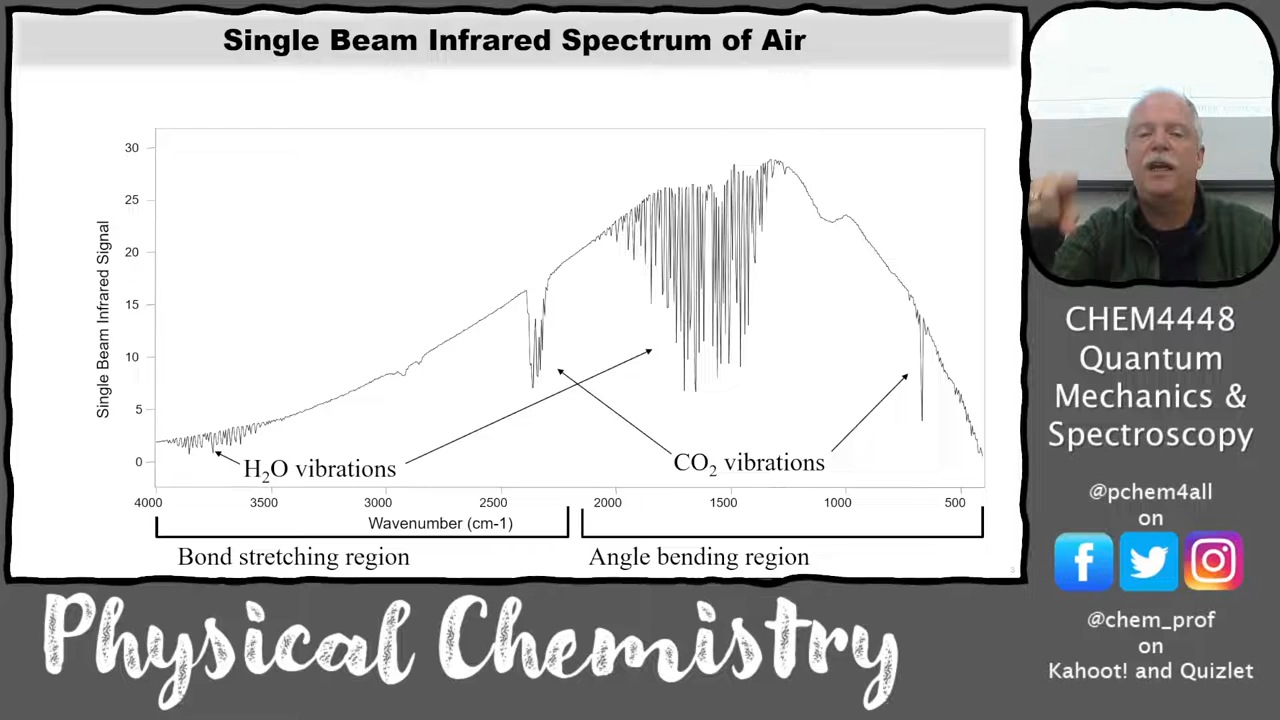 Single Beam Infrared Spectrum of Air
30
25
20
15
10
5
0
Single Beam Infrared Signal
H₂O vibrations
CO₂ vibrations
4000 3500 3000 2500 2000 1500 1000 500
Wavenumber (cm-1)
Bond stretching region
Angle bending region
3
CHEM4448
Quantum
Mechanics &
Spectroscopy
@pchem4all
on
@chem_prof
on
Kahoot! and Quizlet
Physical Chemistry